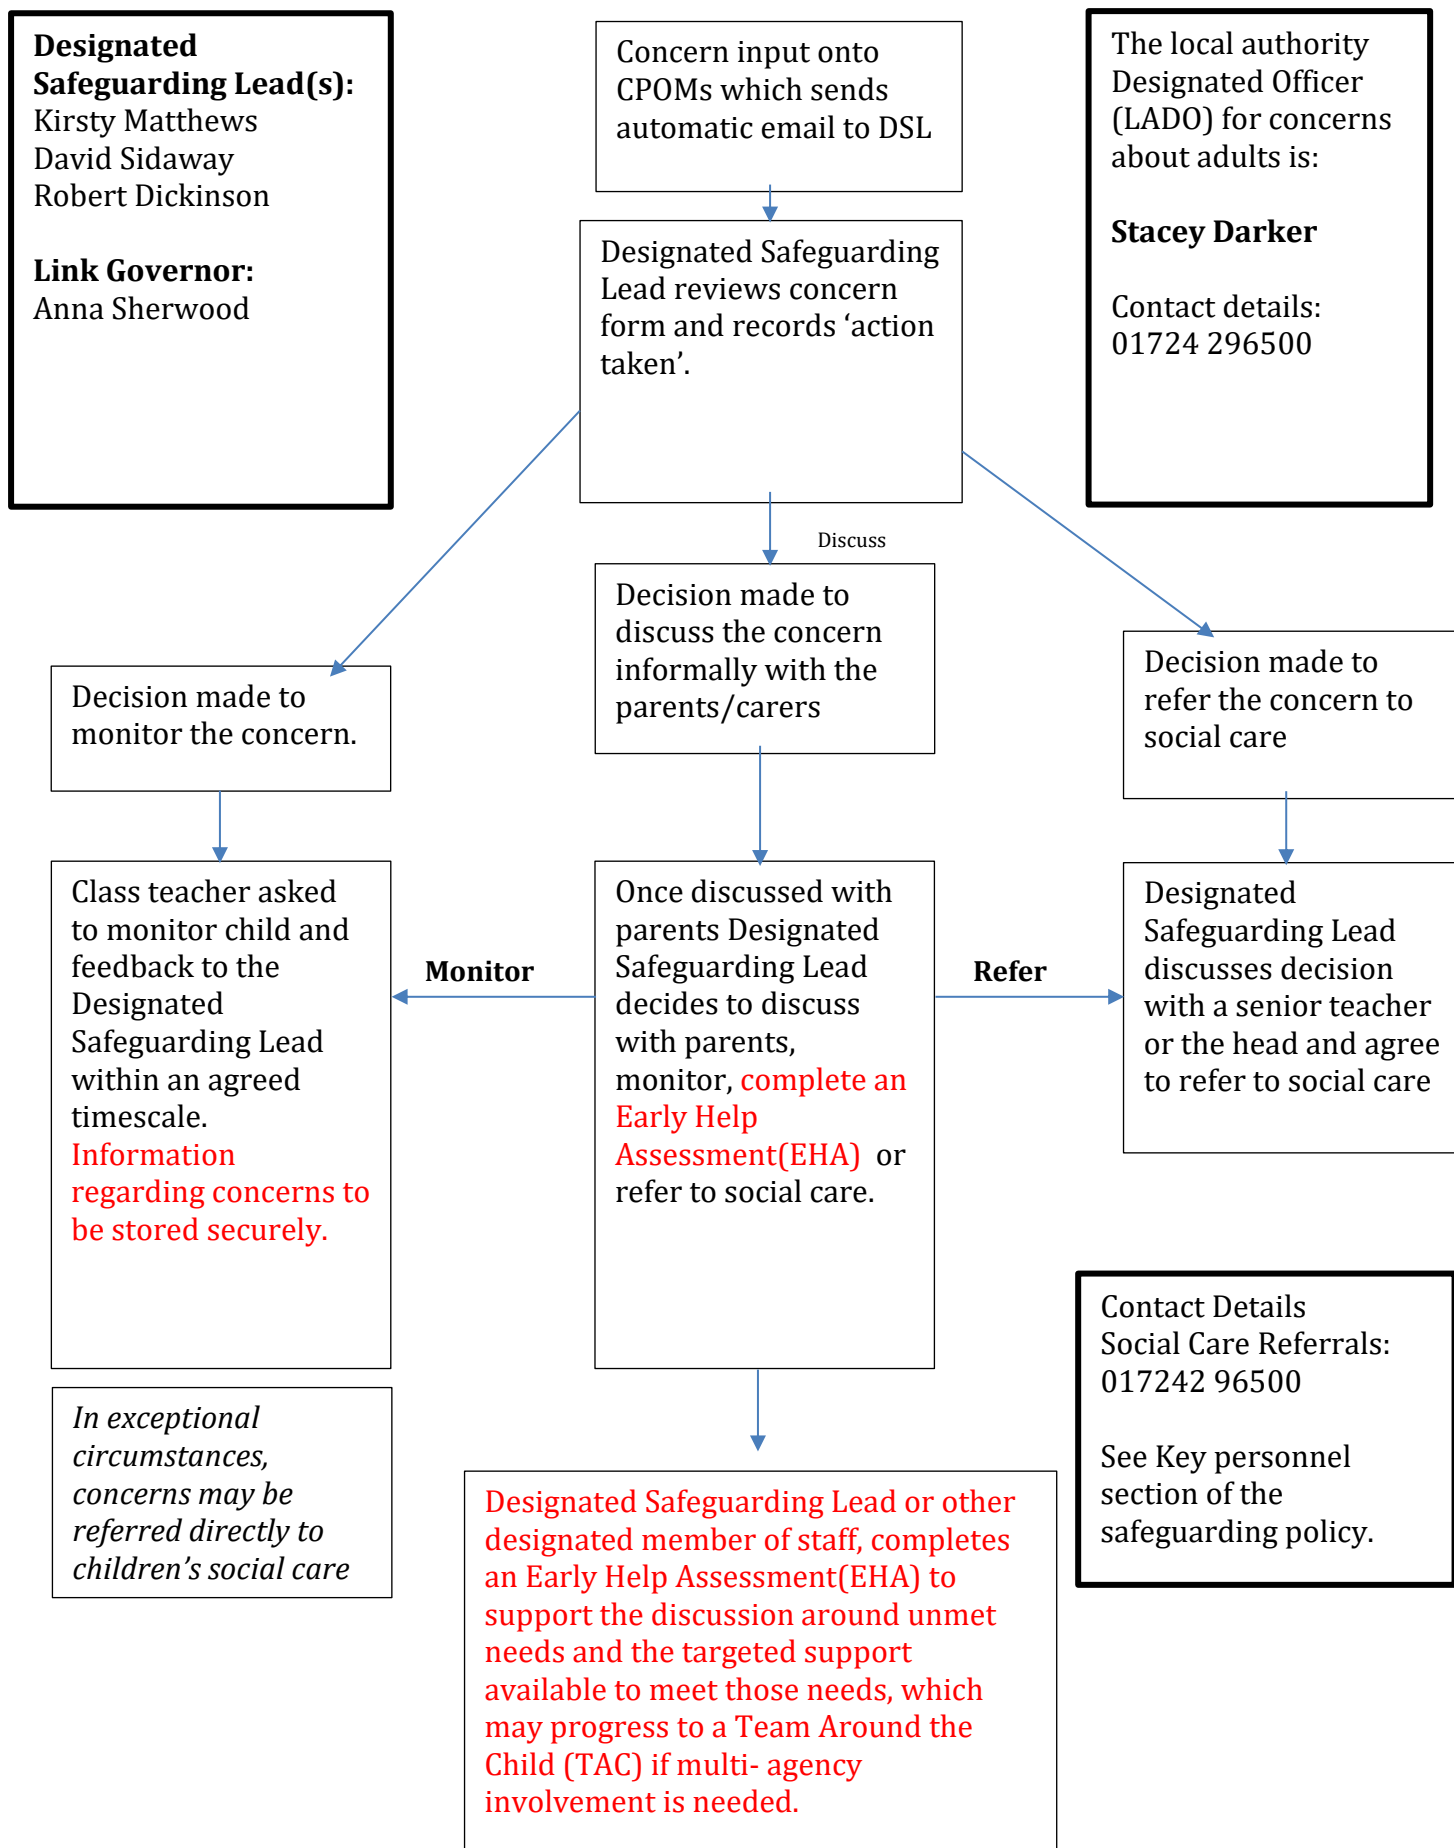 Designated
Safeguarding Lead(s):
Kirsty Matthews
David Sidaway
Robert Dickinson
Link Governor:
Anna Sherwood
Concern input onto
CPOMs which sends
automatic email to DSL
The local authority
Designated Officer
(LADO) for concerns
about adults is:
Stacey Darker
Contact details:
01724 296500
Designated Safeguarding
Lead reviews concern
form and records ‘action
taken’.
Discuss
Decision made to
monitor the concern.
Decision made to
discuss the concern
informally with the
parents/carers
Decision made to
refer the concern to
social care
Class teacher asked
to monitor child and
feedback to the
Designated
Safeguarding Lead
within an agreed
timescale.
Information
regarding concerns to
be stored securely.
Monitor
Once discussed with
parents Designated
Safeguarding Lead
decides to discuss
with parents,
monitor, complete an
Early Help
Assessment(EHA)  or
refer to social care.
Refer
Designated
Safeguarding Lead
discusses decision
with a senior teacher
or the head and agree
to refer to social care
In exceptional
circumstances,
concerns may be
referred directly to
children’s social care
Designated Safeguarding Lead or other
designated member of staff, completes
an Early Help Assessment(EHA) to
support the discussion around unmet
needs and the targeted support
available to meet those needs, which
may progress to a Team Around the
Child (TAC) if multi- agency
involvement is needed.
Contact Details
Social Care Referrals:
017242 96500
See Key personnel
section of the
safeguarding policy.